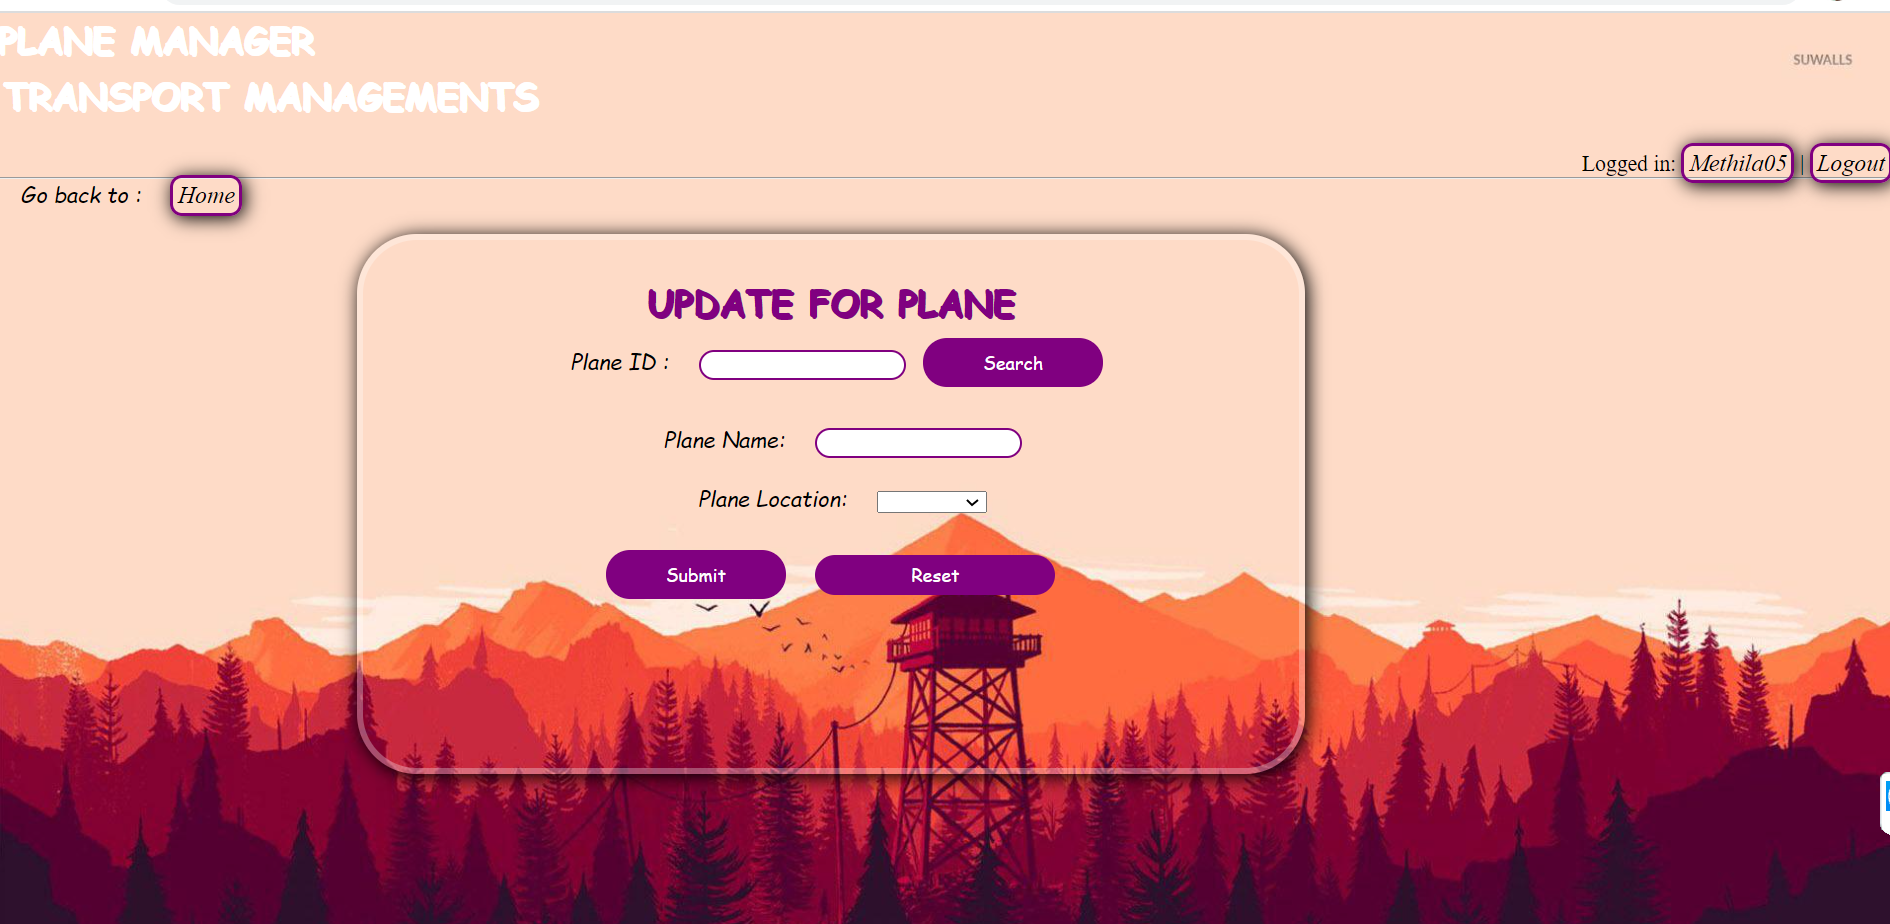 PLANE MANAGER
TRANSPORT MANAGEMENTS
SUWALLS
Logged in: Methila05 | Logout
Go back to : Home
UPDATE FOR PLANE
Plane ID : Search
Plane Name:
Plane Location:
Submit Reset